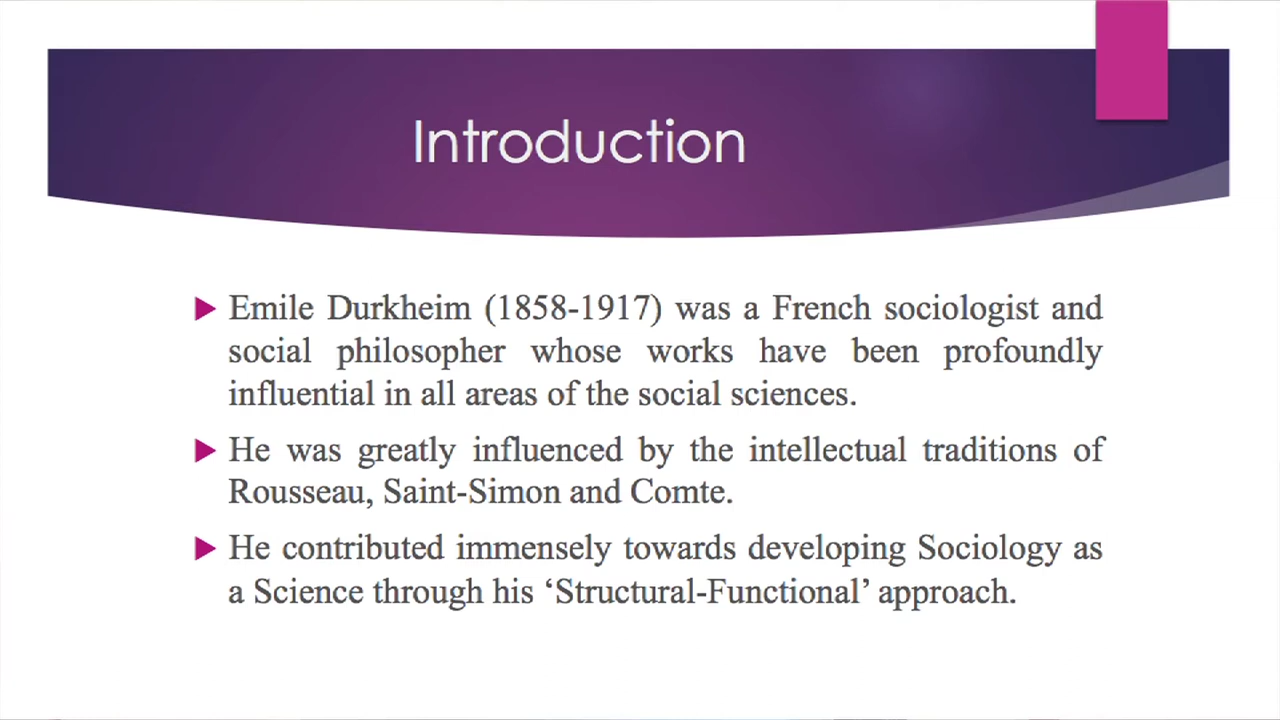 Introduction
Emile Durkheim (1858-1917) was a French sociologist and
social philosopher whose works have been profoundly
influential in all areas of the social sciences.
He was greatly influenced by the intellectual traditions of
Rousseau, Saint-Simon and Comte.
He contributed immensely towards developing Sociology as
a Science through his ‘Structural-Functional’ approach.